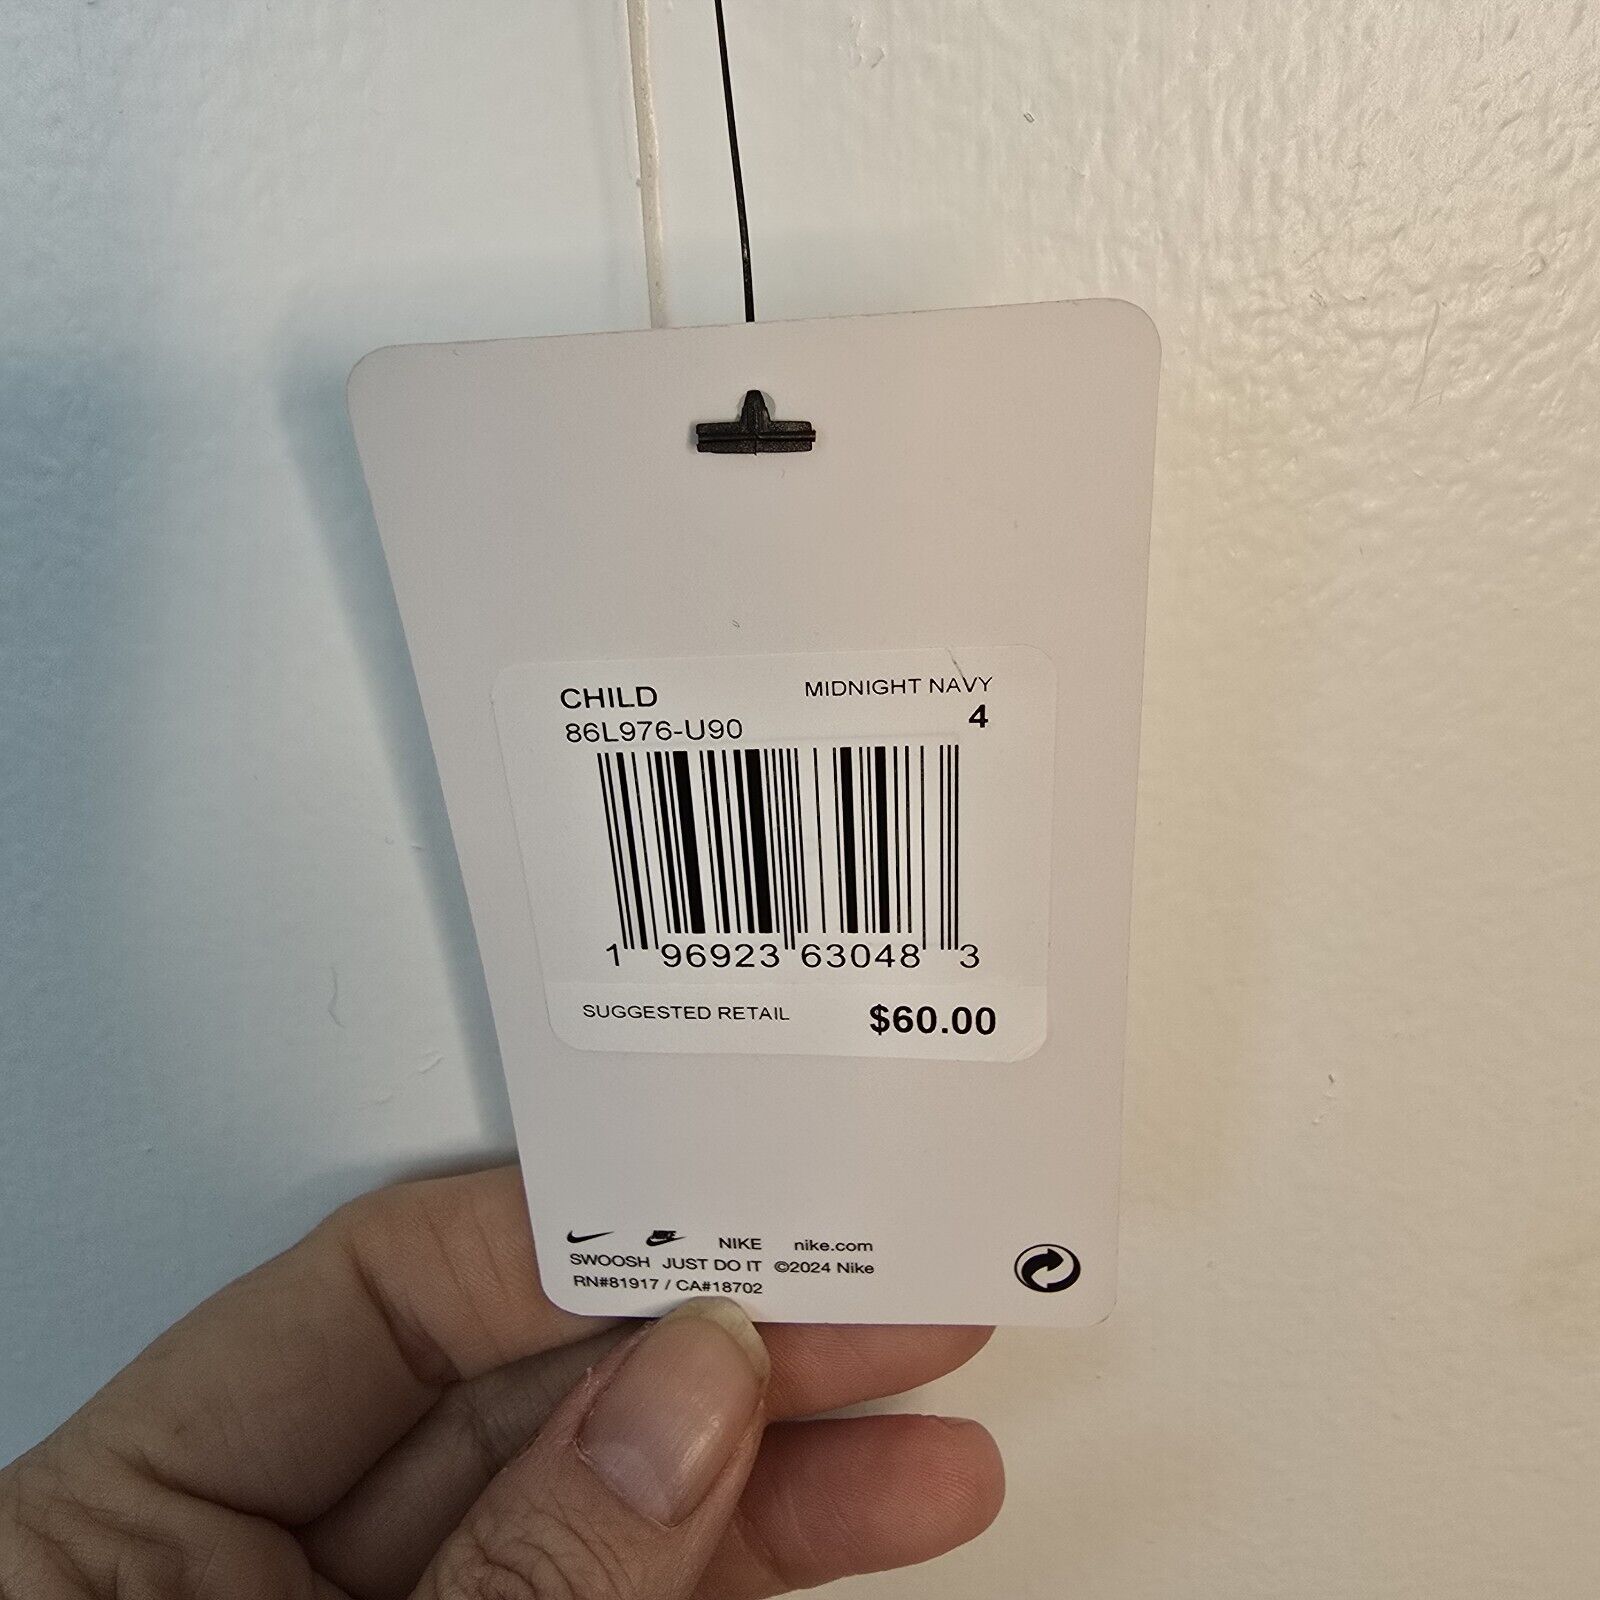 CHILD MIDNIGHT NAVY
86L976-U90 4
1 96923 63048 3
SUGGESTED RETAIL $60.00
NIKE NIKE nike.com
SWOOSH JUST DO IT ©2024 Nike
RN#81917 / CA#18702